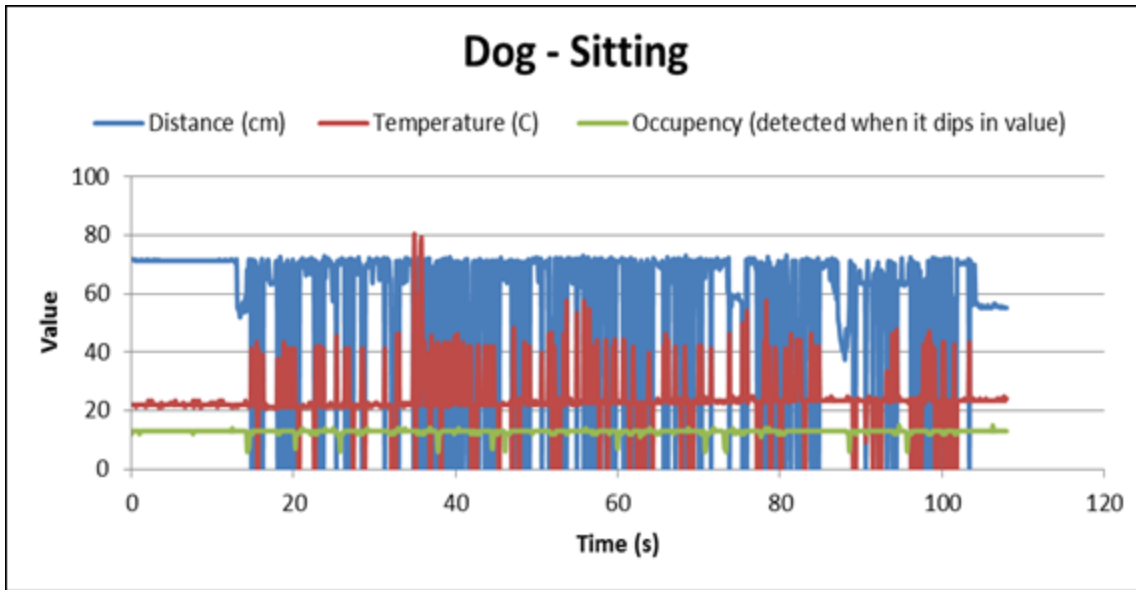 Dog - Sitting
Distance (cm) Temperature (C) Occupency (detected when it dips in value)
100
80
60
40
20
0
Value
0 20 40 60 80 100 120
Time (s)